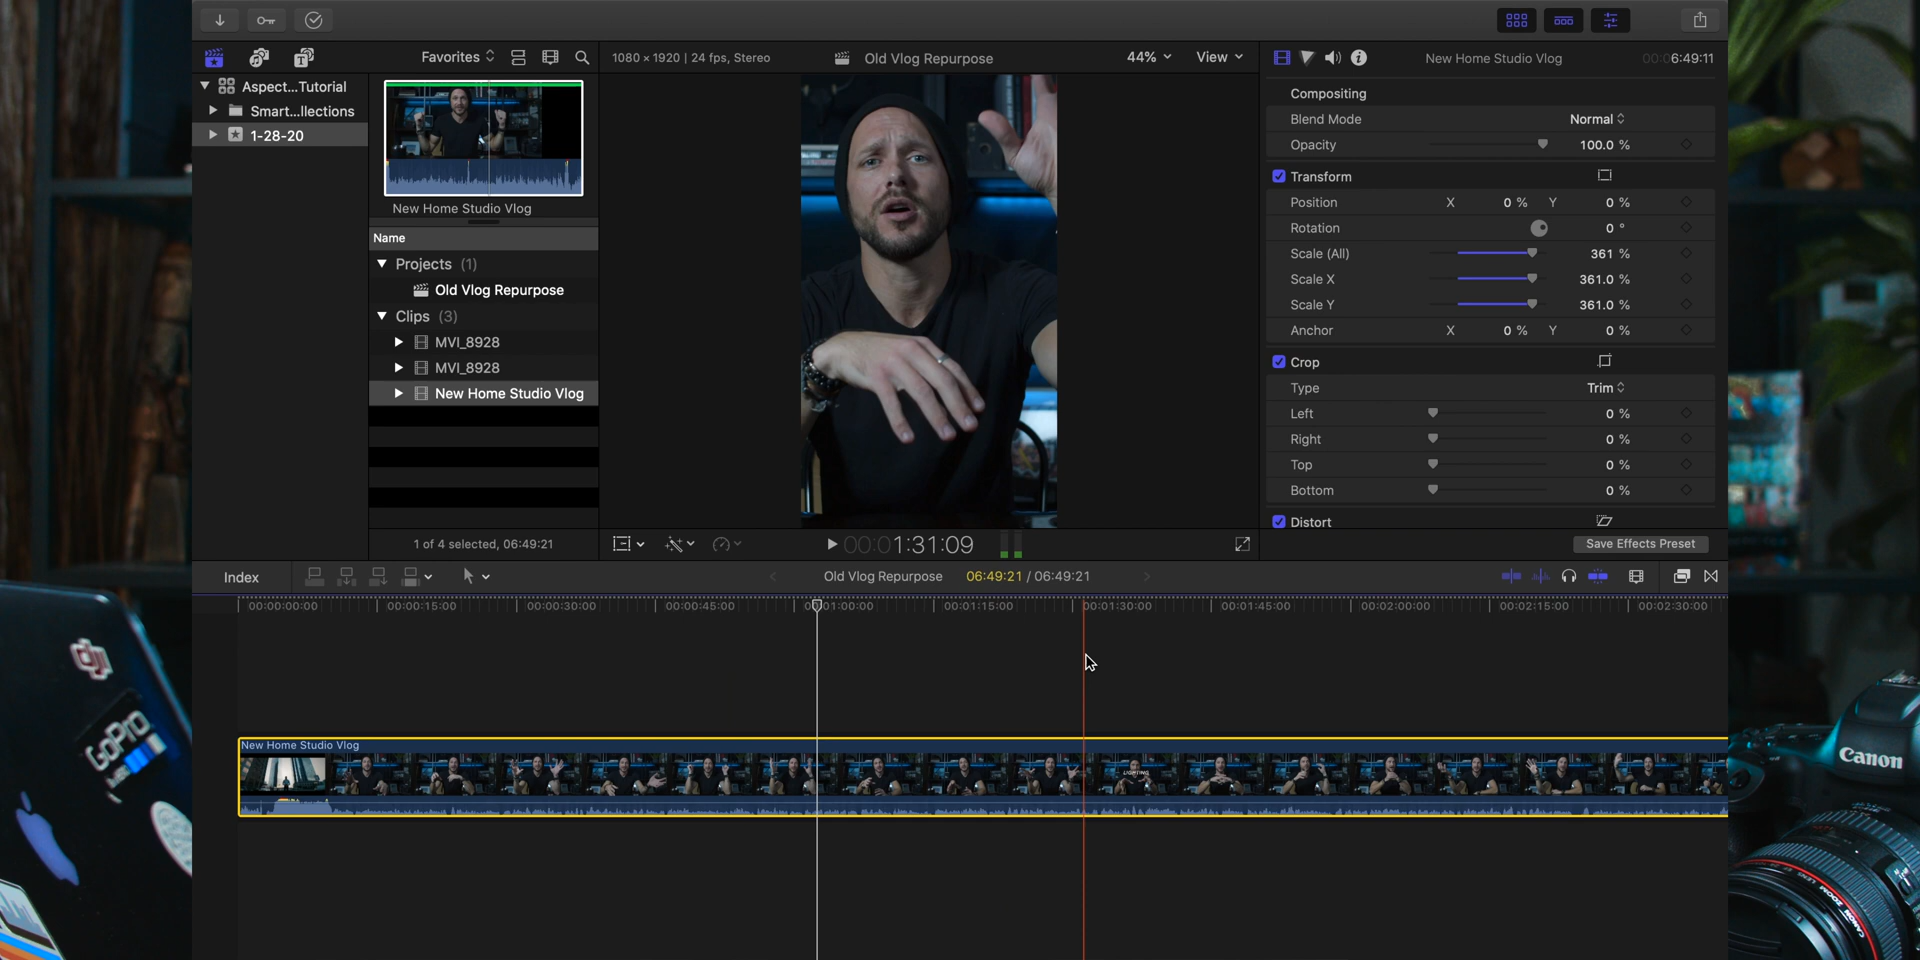 Favorites
1080 × 1920 | 24 fps, Stereo
Old Vlog Repurpose
44%
View
New Home Studio Vlog
00:06:49:11
Aspect...Tutorial
Smart...llections
1-28-20
New Home Studio Vlog
Name
Projects (1)
Old Vlog Repurpose
Clips (3)
MVI_8928
MVI_8928
New Home Studio Vlog
1 of 4 selected, 06:49:21
00:01:31:09
Compositing
Blend Mode Normal
Opacity 100.0 %
Transform
Position X 0 % Y 0 %
Rotation 0 °
Scale (All) 361 %
Scale X 361.0 %
Scale Y 361.0 %
Anchor X 0 % Y 0 %
Crop
Type Trim
Left 0 %
Right 0 %
Top 0 %
Bottom 0 %
Distort
Save Effects Preset
Index
Old Vlog Repurpose 06:49:21 / 06:49:21
00:00:00:00 00:00:15:00 00:00:30:00 00:00:45:00 00:01:00:00 00:01:15:00 00:01:30:00 00:01:45:00 00:02:00:00 00:02:15:00 00:02:30:00
New Home Studio Vlog
LIGHTING
dji
GoPro
Canon